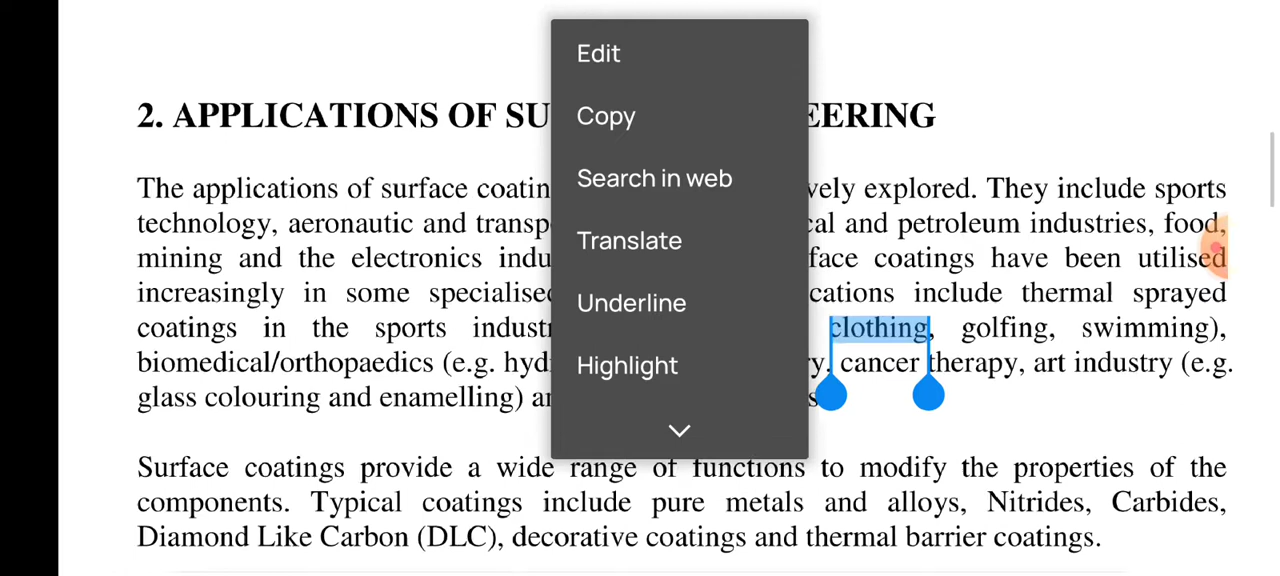 Edit
Copy
Search in web
Translate
Underline
Highlight
2. APPLICATIONS OF SU EERING
The applications of surface coatin vely explored. They include sports
technology, aeronautic and transp cal and petroleum industries, food,
mining and the electronics indu face coatings have been utilised
increasingly in some specialised cations include thermal sprayed
coatings in the sports industr clothing, golfing, swimming),
biomedical/orthopaedics (e.g. hyd ry, cancer therapy, art industry (e.g.
glass colouring and enamelling) an s
Surface coatings provide a wide range of functions to modify the properties of the
components. Typical coatings include pure metals and alloys, Nitrides, Carbides,
Diamond Like Carbon (DLC), decorative coatings and thermal barrier coatings.